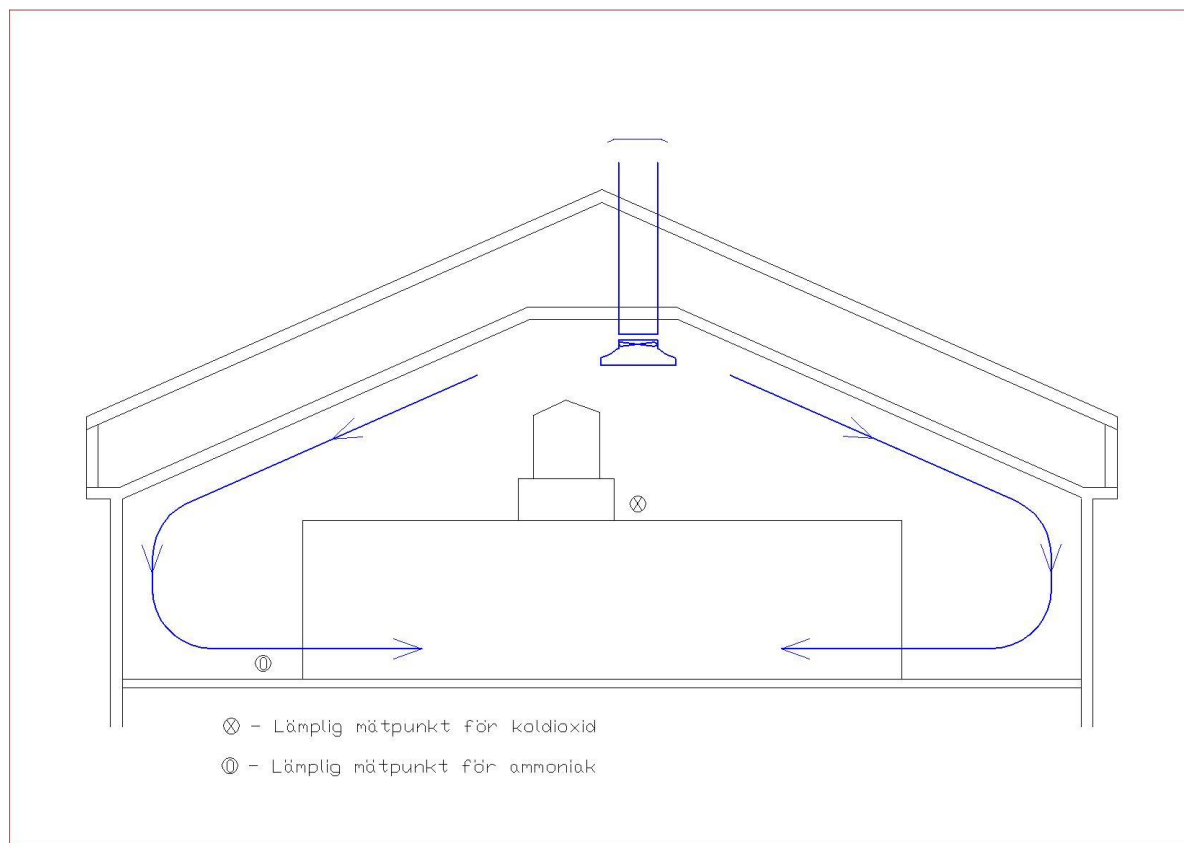 ⊗ - Lämplig mätpunkt för koldioxid
⓪ - Lämplig mätpunkt för ammoniak